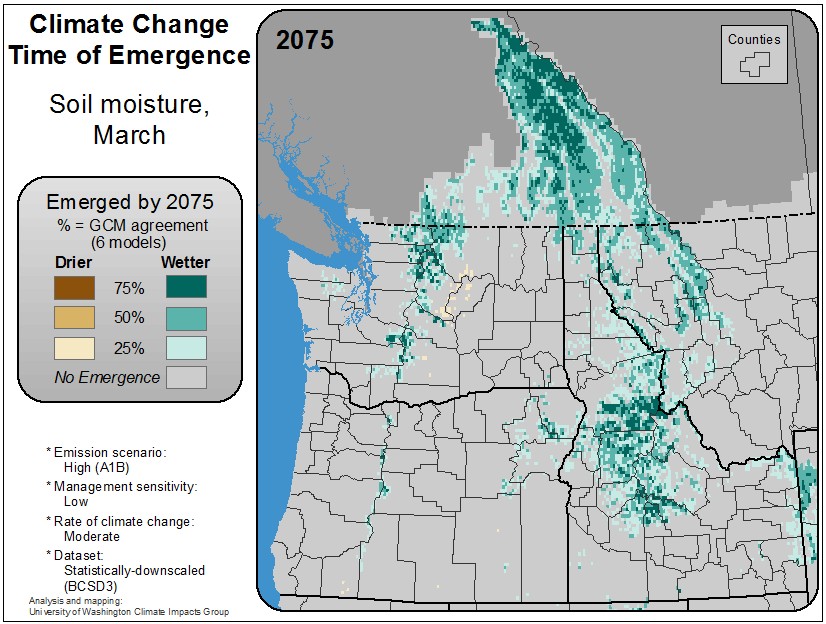 Climate Change
Time of Emergence
Soil moisture,
March
Emerged by 2075
% = GCM agreement
(6 models)
Drier Wetter
75%
50%
25%
No Emergence
* Emission scenario:
High (A1B)
* Management sensitivity:
Low
* Rate of climate change:
Moderate
* Dataset:
Statistically-downscaled
(BCSD3)
Analysis and mapping:
University of Washington Climate Impacts Group
2075
Counties